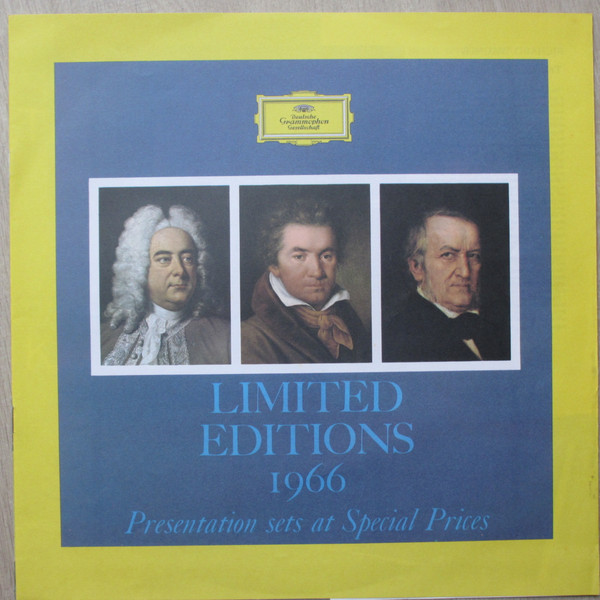 Deutsche
Grammophon
Gesellschaft
LIMITED
EDITIONS
1966
Presentation sets at Special Prices